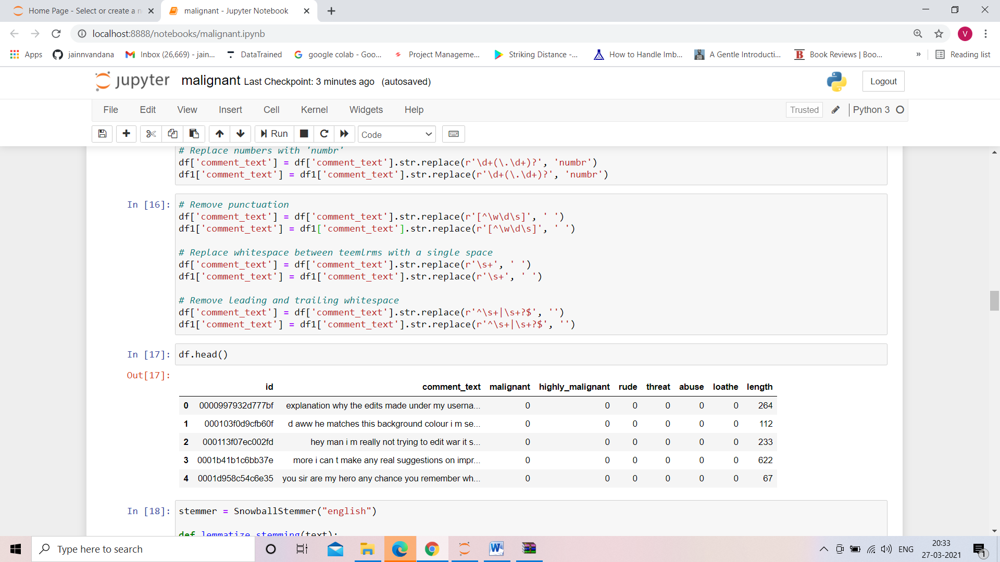 Home Page - Select or create a n
malignant - Jupyter Notebook
localhost:8888/notebooks/malignant.ipynb
V
Apps jainnvandana Inbox (26,669) - jain... DataTrained google colab - Goo... Project Manageme... Striking Distance -... How to Handle Imb... A Gentle Introducti... Book Reviews | Boo... » Reading list
jupyter malignant Last Checkpoint: 3 minutes ago (autosaved) Logout
File Edit View Insert Cell Kernel Widgets Help Trusted Python 3
Run Code
# Replace numbers with 'numbr'
df['comment_text'] = df['comment_text'].str.replace(r'\d+(\.\d+)?', 'numbr')
df1['comment_text'] = df1['comment_text'].str.replace(r'\d+(\.\d+)?', 'numbr')
In [16]: # Remove punctuation
df['comment_text'] = df['comment_text'].str.replace(r'[^\w\d\s]', ' ')
df1['comment_text'] = df1['comment_text'].str.replace(r'[^\w\d\s]', ' ')
# Replace whitespace between teemlrms with a single space
df['comment_text'] = df['comment_text'].str.replace(r'\s+', ' ')
df1['comment_text'] = df1['comment_text'].str.replace(r'\s+', ' ')
# Remove leading and trailing whitespace
df['comment_text'] = df['comment_text'].str.replace(r'^\s+|\s+?$', '')
df1['comment_text'] = df1['comment_text'].str.replace(r'^\s+|\s+?$', '')
In [17]: df.head()
Out[17]:
id comment_text malignant highly_malignant rude threat abuse loathe length
0 0000997932d777bf explanation why the edits made under my userna... 0 0 0 0 0 0 264
1 000103f0d9cfb60f d aww he matches this background colour i m se... 0 0 0 0 0 0 112
2 000113f07ec002fd hey man i m really not trying to edit war it s... 0 0 0 0 0 0 233
3 0001b41b1c6bb37e more i can t make any real suggestions on impr... 0 0 0 0 0 0 622
4 0001d958c54c6e35 you sir are my hero any chance you remember wh... 0 0 0 0 0 0 67
In [18]: stemmer = SnowballStemmer("english")
def lemmatize_stemming(text):
Type here to search
ENG
20:33
27-03-2021
1